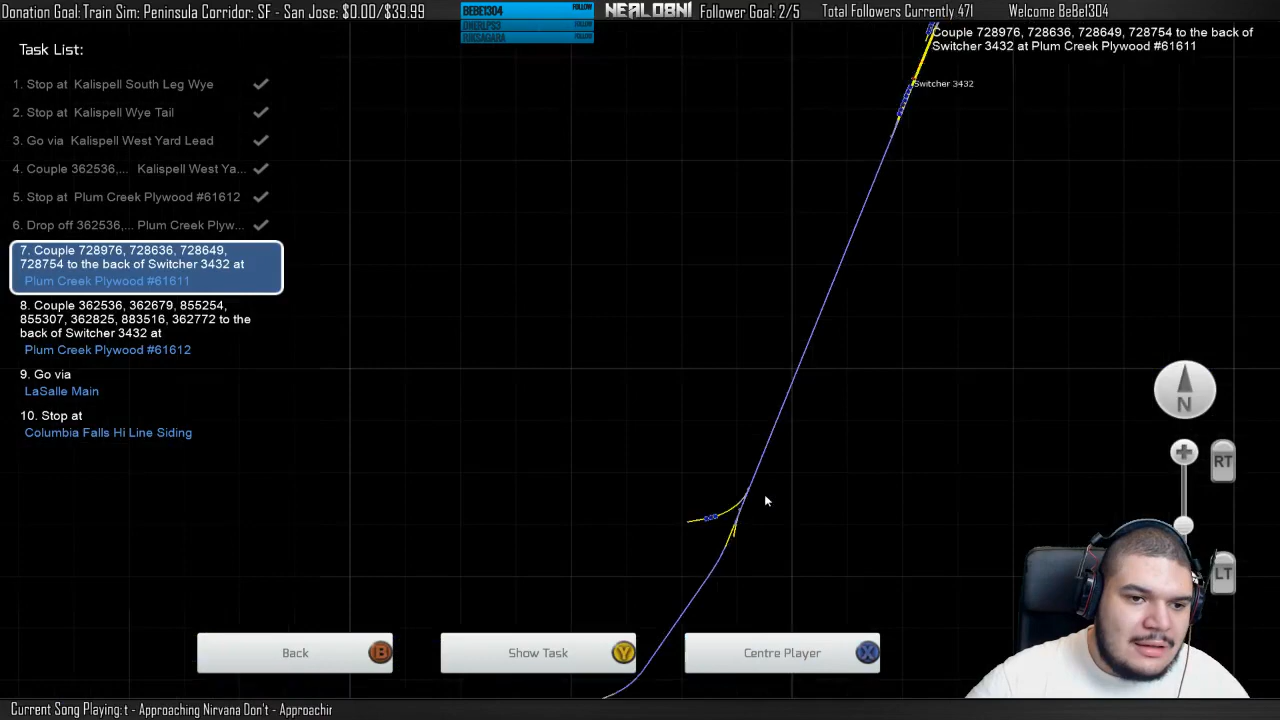 Donation Goal: Train Sim: Peninsula Corridor: SF - San Jose: $0.00/$39.99
BEBE1304 FOLLOW
NEALOBNI
Follower Goal: 2/5
Total Followers Currently 471
Welcome BeBe1304
FOLLOW
FOLLOW
Task List:
Couple 728976, 728636, 728649, 728754 to the back of
Switcher 3432 at Plum Creek Plywood #61611
Switcher 3432
1. Stop at Kalispell South Leg Wye
2. Stop at Kalispell Wye Tail
3. Go via Kalispell West Yard Lead
4. Couple 362536,... Kalispell West Ya...
5. Stop at Plum Creek Plywood #61612
6. Drop off 362536,... Plum Creek Plyw...
7. Couple 728976, 728636, 728649,
728754 to the back of Switcher 3432 at
Plum Creek Plywood #61611
8. Couple 362536, 362679, 855254,
855307, 362825, 883516, 362772 to the
back of Switcher 3432 at
Plum Creek Plywood #61612
9. Go via
LaSalle Main
10. Stop at
Columbia Falls Hi Line Siding
N
RT
LT
Back B
Show Task Y
Centre Player X
Current Song Playing:t - Approaching Nirvana Don't - Approachir